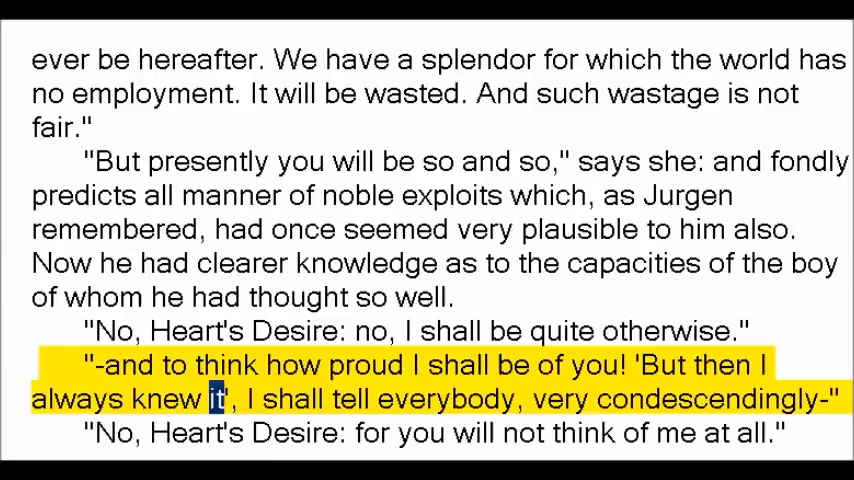 ever be hereafter. We have a splendor for which the world has
no employment. It will be wasted. And such wastage is not
fair."
"But presently you will be so and so," says she: and fondly
predicts all manner of noble exploits which, as Jurgen
remembered, had once seemed very plausible to him also.
Now he had clearer knowledge as to the capacities of the boy
of whom he had thought so well.
"No, Heart's Desire: no, I shall be quite otherwise."
"-and to think how proud I shall be of you! 'But then I
always knew it', I shall tell everybody, very condescendingly-"
"No, Heart's Desire: for you will not think of me at all."